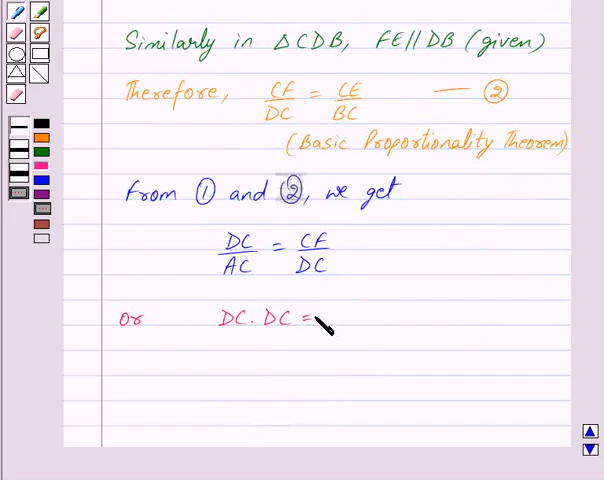 Similarly in △CDB, FE||DB (given)
Therefore, CF/DC = CE/BC — ②
(Basic Proportionality Theorem)
From ① and ②, we get
DC/AC = CF/DC
or DC . DC =